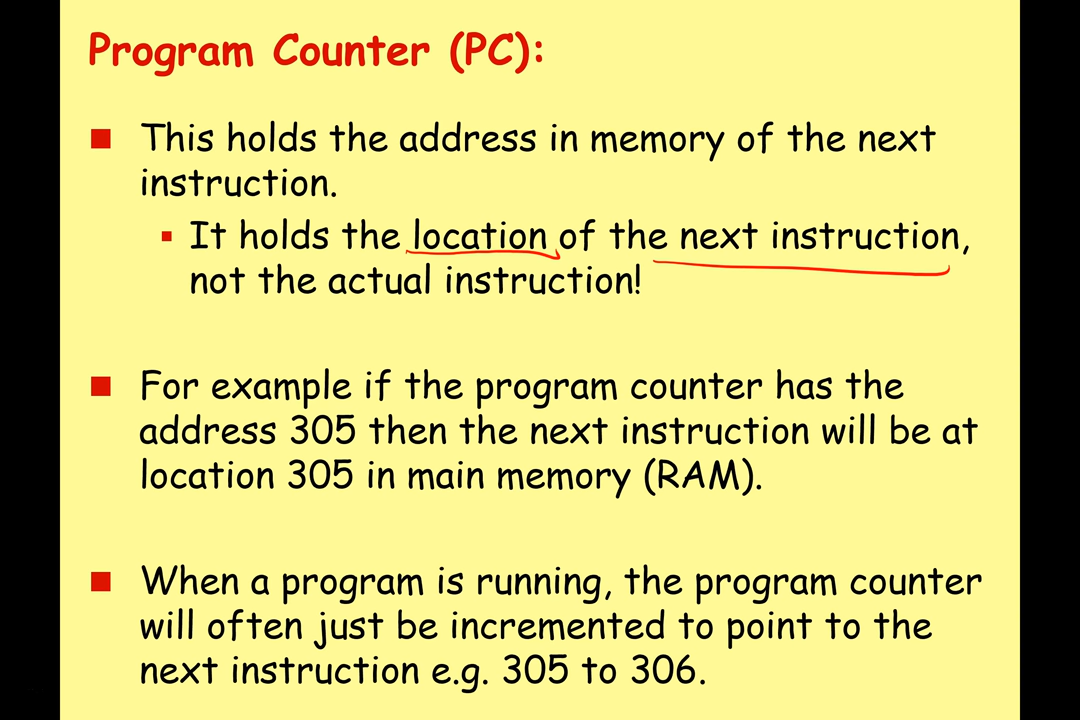 Program Counter (PC):
This holds the address in memory of the next
instruction.
It holds the location of the next instruction,
not the actual instruction!
For example if the program counter has the
address 305 then the next instruction will be at
location 305 in main memory (RAM).
When a program is running, the program counter
will often just be incremented to point to the
next instruction e.g. 305 to 306.